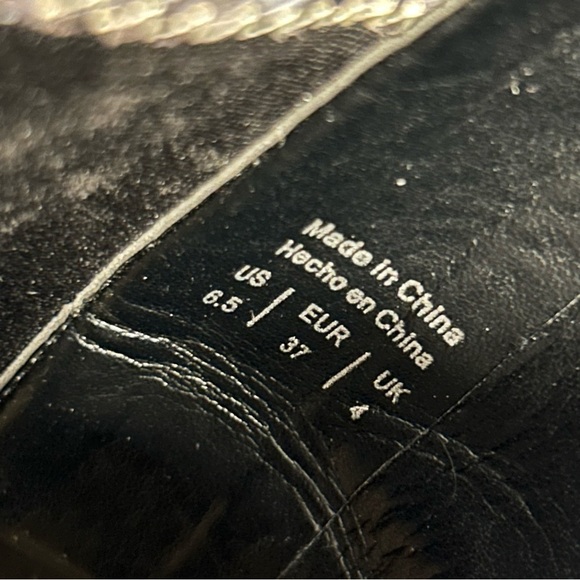 Made in China
Hecho en China
US | EUR | UK
6.5 37 4